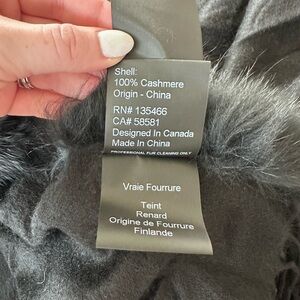 Shell:
100% Cashmere
Origin - China
RN# 135466
CA# 58581
Designed In Canada
Made In China
PROFESSIONAL FUR CLEANING ONLY
Vraie Fourrure
Teint
Renard
Origine de Fourrure
Finlande